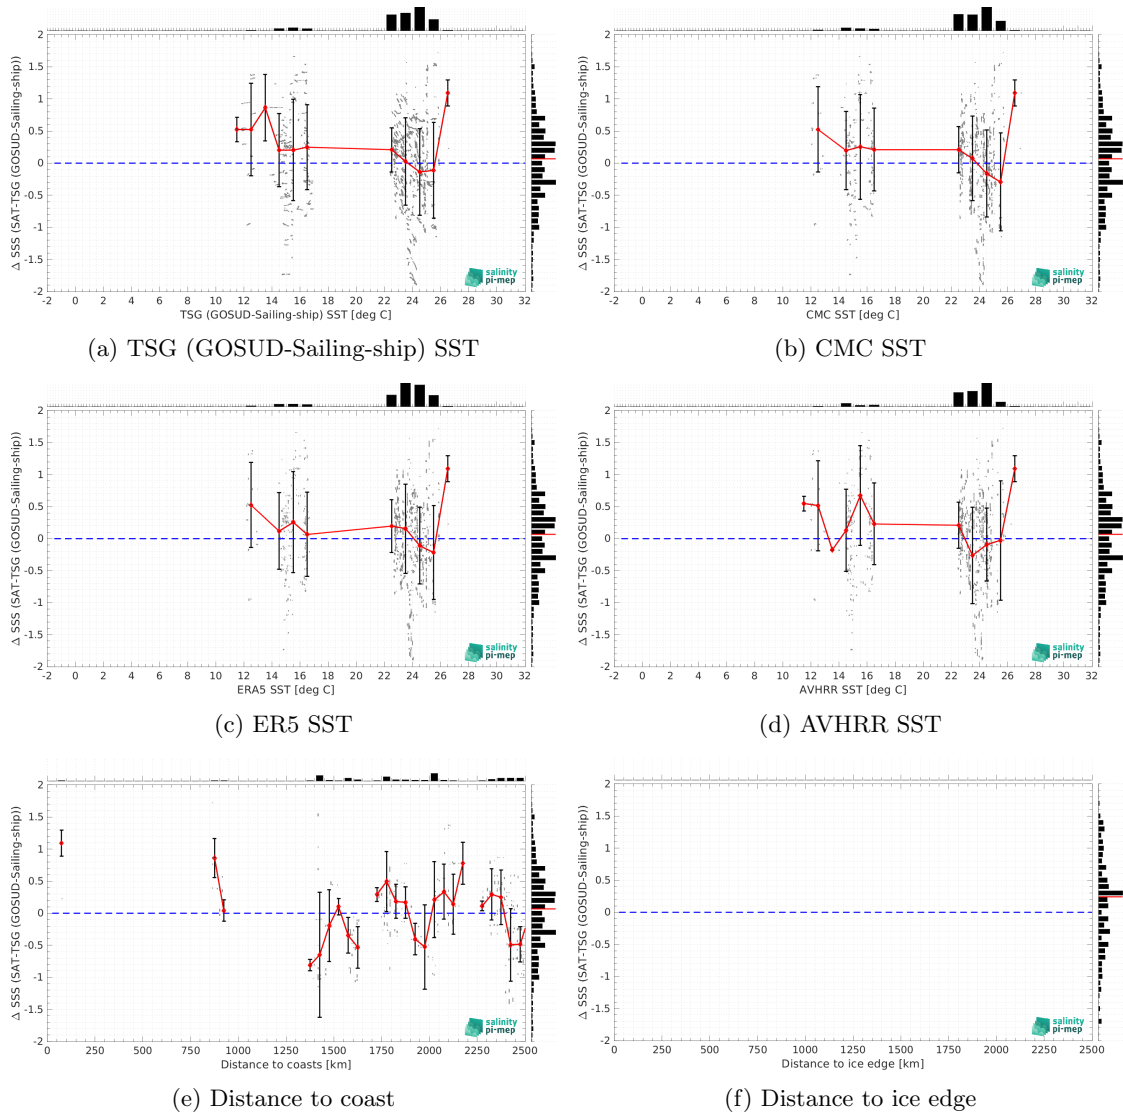 2
1.5
1
0.5
0
-0.5
-1
-1.5
-2
Δ SSS (SAT-TSG (GOSUD-Sailing-ship))
salinity
pi-mep
-2 0 2 4 6 8 10 12 14 16 18 20 22 24 26 28 30 32
TSG (GOSUD-Sailing-ship) SST [deg C]
(a) TSG (GOSUD-Sailing-ship) SST
2
1.5
1
0.5
0
-0.5
-1
-1.5
-2
Δ SSS (SAT-TSG (GOSUD-Sailing-ship))
salinity
pi-mep
-2 0 2 4 6 8 10 12 14 16 18 20 22 24 26 28 30 32
CMC SST [deg C]
(b) CMC SST
2
1.5
1
0.5
0
-0.5
-1
-1.5
-2
Δ SSS (SAT-TSG (GOSUD-Sailing-ship))
salinity
pi-mep
-2 0 2 4 6 8 10 12 14 16 18 20 22 24 26 28 30 32
ERA5 SST [deg C]
(c) ER5 SST
2
1.5
1
0.5
0
-0.5
-1
-1.5
-2
Δ SSS (SAT-TSG (GOSUD-Sailing-ship))
salinity
pi-mep
-2 0 2 4 6 8 10 12 14 16 18 20 22 24 26 28 30 32
AVHRR SST [deg C]
(d) AVHRR SST
2
1.5
1
0.5
0
-0.5
-1
-1.5
-2
Δ SSS (SAT-TSG (GOSUD-Sailing-ship))
salinity
pi-mep
0 250 500 750 1000 1250 1500 1750 2000 2250 2500
Distance to coasts [km]
(e) Distance to coast
2
1.5
1
0.5
0
-0.5
-1
-1.5
-2
Δ SSS (SAT-TSG (GOSUD-Sailing-ship))
salinity
pi-mep
0 250 500 750 1000 1250 1500 1750 2000 2250 2500
Distance to ice edge [km]
(f) Distance to ice edge